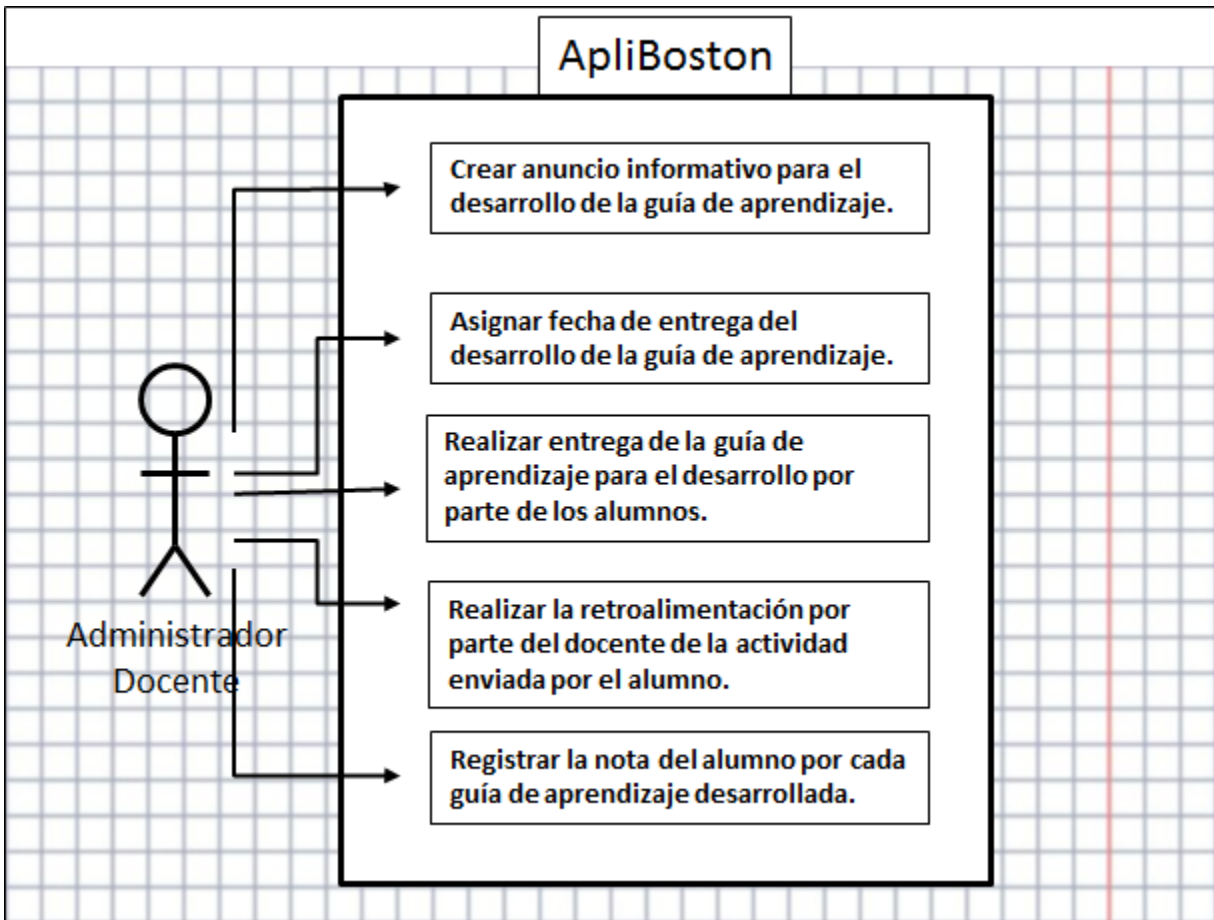 ApliBoston
Crear anuncio informativo para el
desarrollo de la guía de aprendizaje.
Asignar fecha de entrega del
desarrollo de la guía de aprendizaje.
Realizar entrega de la guía de
aprendizaje para el desarrollo por
parte de los alumnos.
Realizar la retroalimentación por
parte del docente de la actividad
enviada por el alumno.
Registrar la nota del alumno por cada
guía de aprendizaje desarrollada.
Administrador
Docente